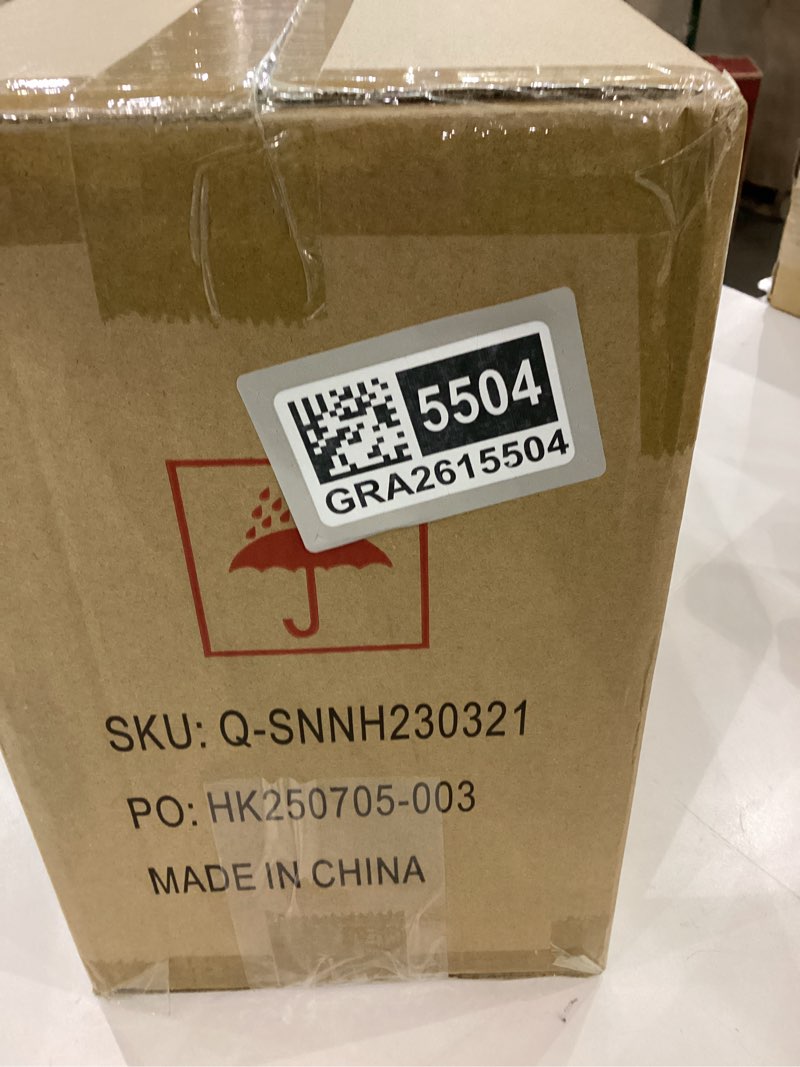 5504
GRA2615504
SKU: Q-SNNH230321
PO: HK250705-003
MADE IN CHINA